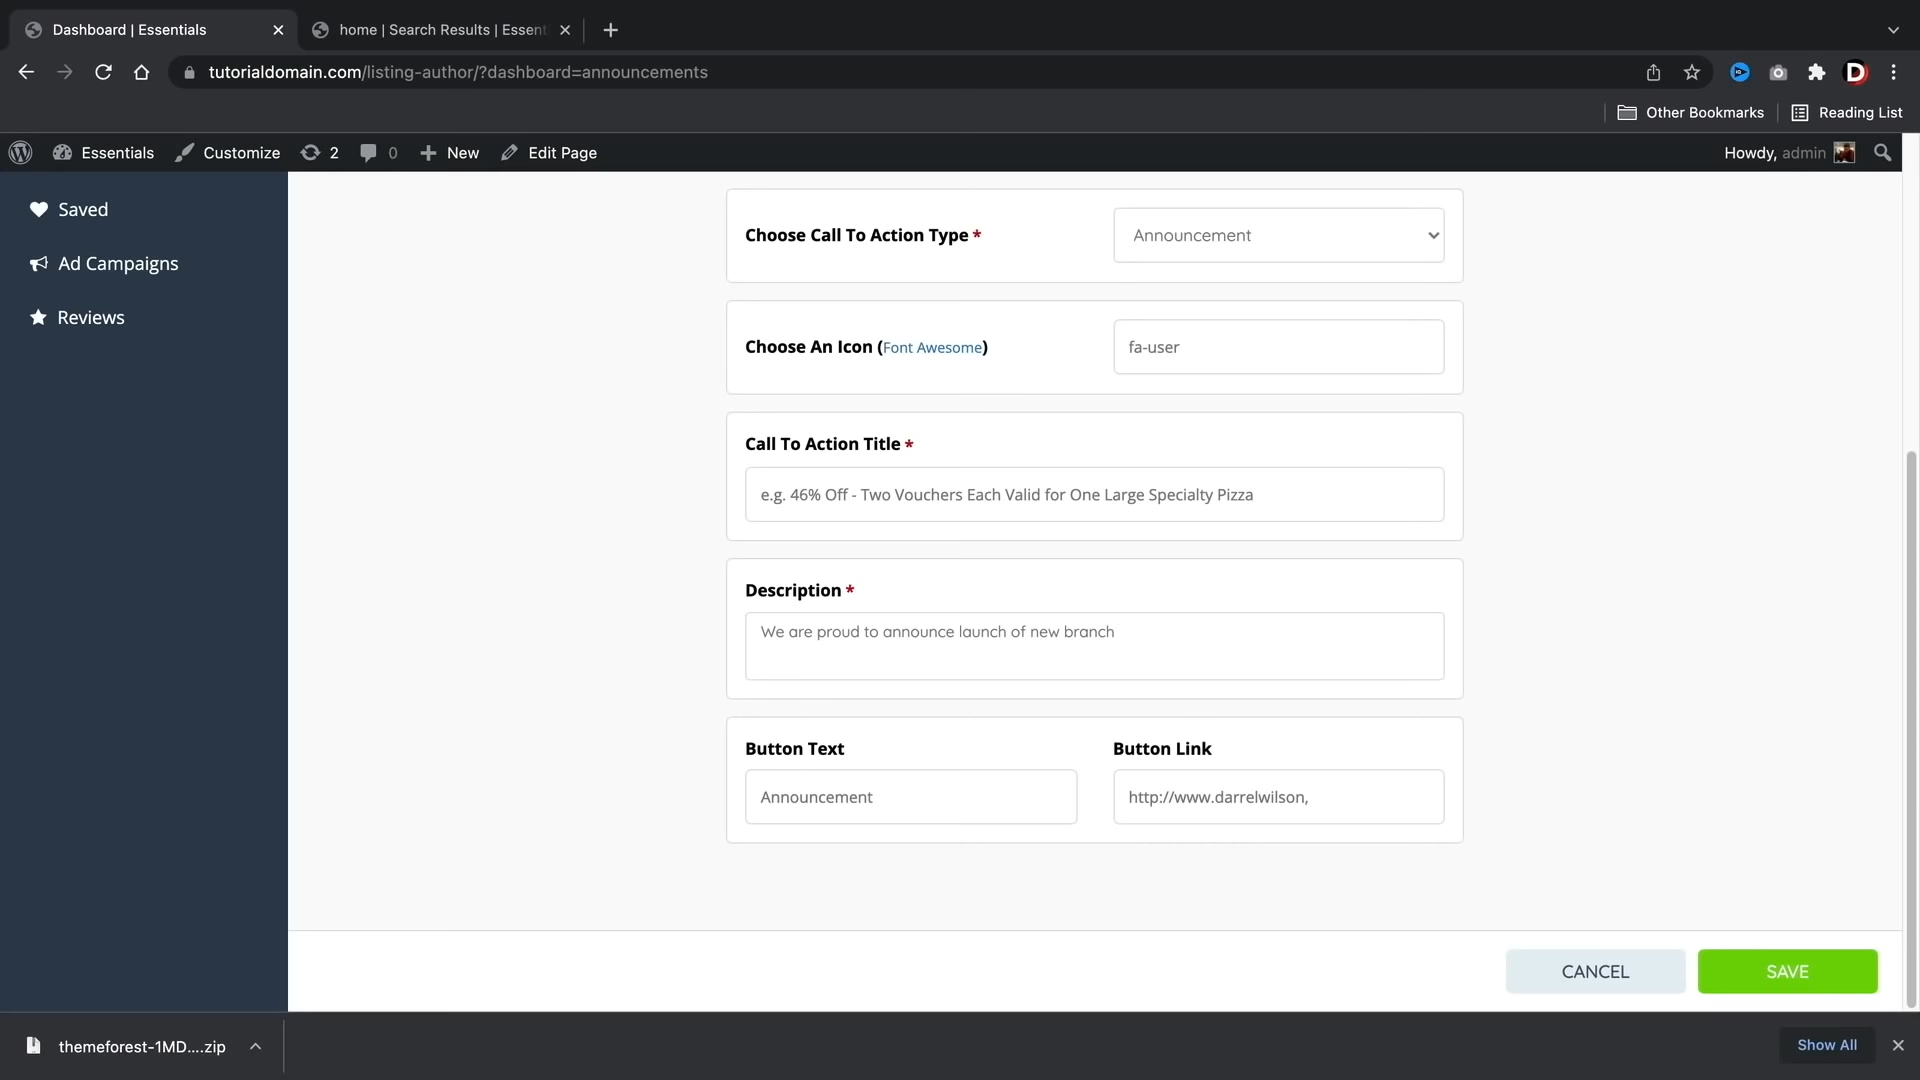 Dashboard | Essentials
home | Search Results | Essent
tutorialdomain.com/listing-author/?dashboard=announcements
Other Bookmarks
Reading List
Essentials
Customize
2
0
New
Edit Page
Howdy, admin
Saved
Ad Campaigns
Reviews
Choose Call To Action Type *
Announcement
Choose An Icon (Font Awesome)
fa-user
Call To Action Title *
e.g. 46% Off - Two Vouchers Each Valid for One Large Specialty Pizza
Description *
We are proud to announce launch of new branch
Button Text
Button Link
Announcement
http://www.darrelwilson,
CANCEL
SAVE
themeforest-1MD....zip
Show All